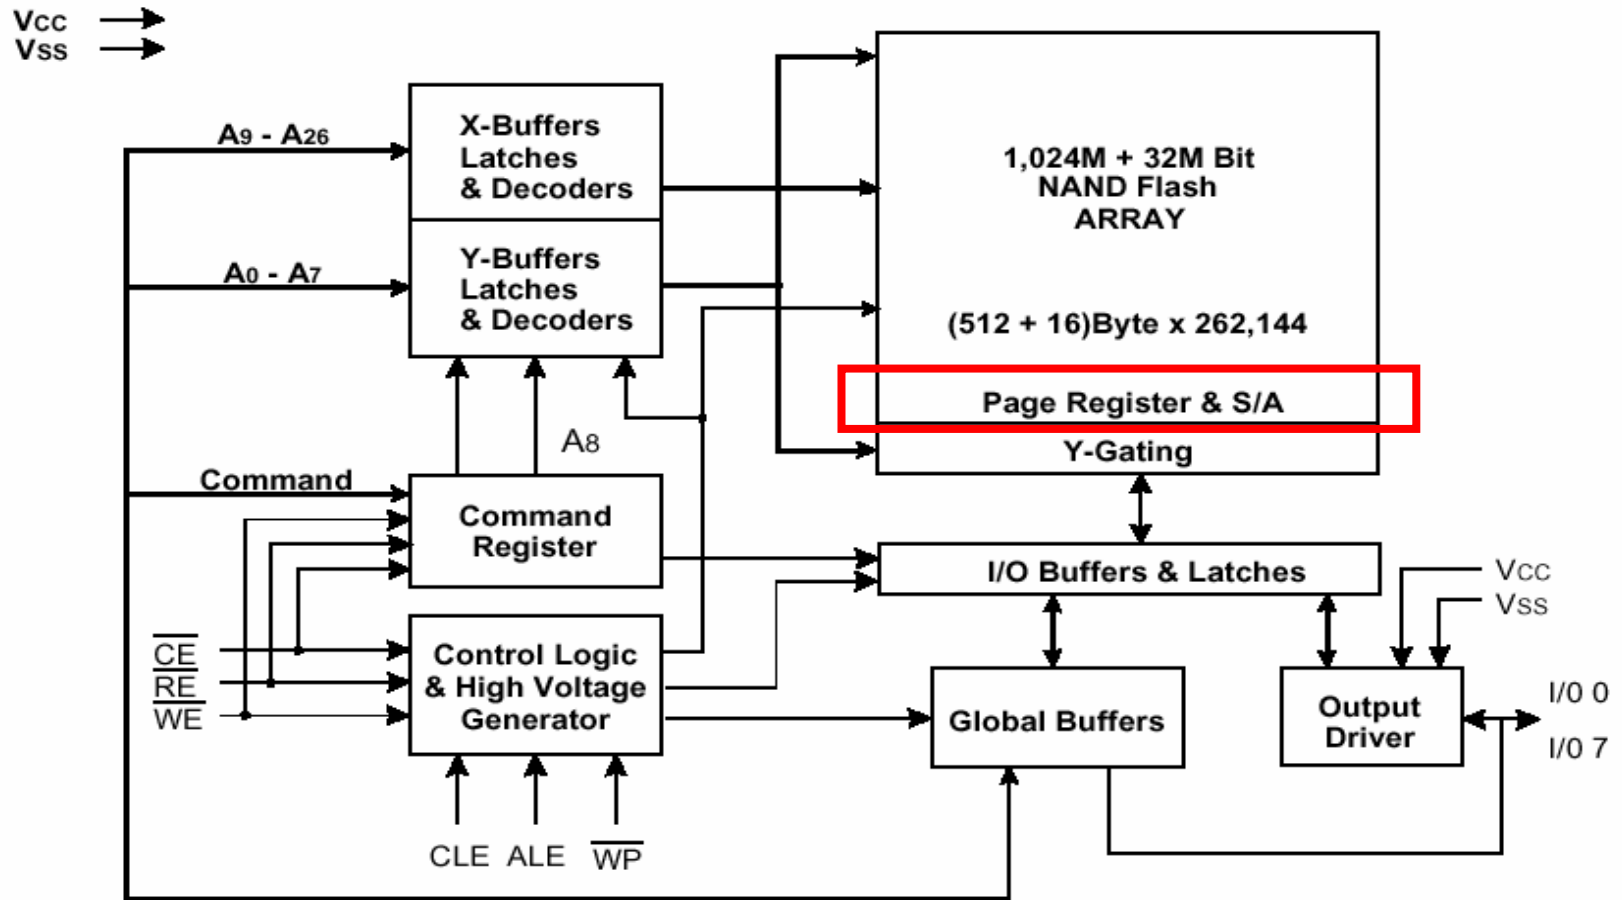 VCC
VSS
A9 - A26
X-Buffers
Latches
& Decoders
A0 - A7
Y-Buffers
Latches
& Decoders
1,024M + 32M Bit
NAND Flash
ARRAY
(512 + 16)Byte x 262,144
Page Register & S/A
Y-Gating
A8
Command
Command
Register
I/O Buffers & Latches
VCC
VSS
CE
RE
WE
Control Logic
& High Voltage
Generator
Global Buffers
Output
Driver
I/0 0
I/0 7
CLE ALE WP